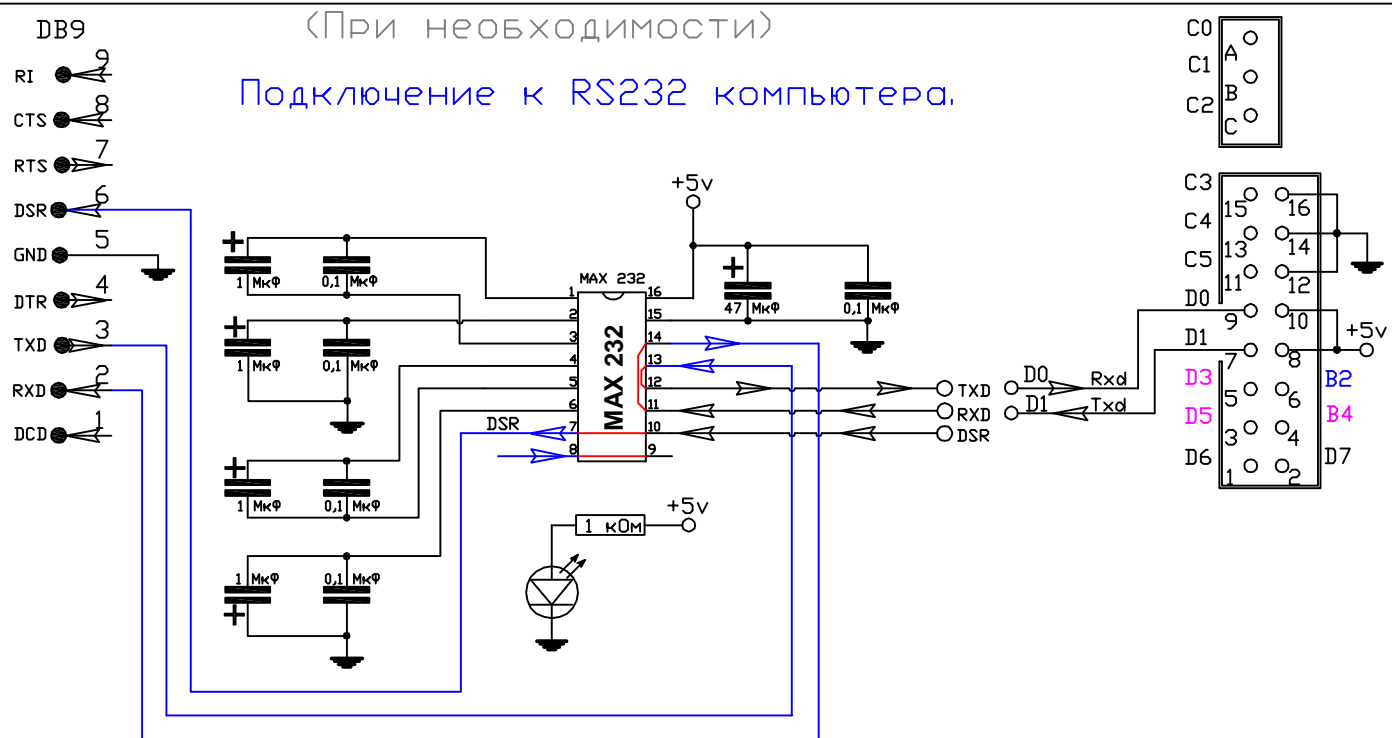 DB9
(При необходимости)
Подключение к RS232 компьютера.
RI 9
CTS 8
RTS 7
DSR 6
GND 5
DTR 4
TXD 3
RXD 2
DCD 1
1 МкФ 0,1 МкФ
1 МкФ 0,1 МкФ
1 МкФ 0,1 МкФ
1 МкФ 0,1 МкФ
+5v
47 МкФ 0,1 МкФ
MAX 232
MAX 232
1 16
2 15
3 14
4 13
5 12
6 11
7 10
8 9
DSR
TXD
RXD
DSR
D0 Rxd
D1 Txd
1 кОм
+5v
C0 A
C1 B
C2 C
C3 15 16
C4 13 14
C5 11 12
D0 9 10
+5v
D1 7 8
D3 5 6 B2
D5 3 4 B4
D6 1 2 D7